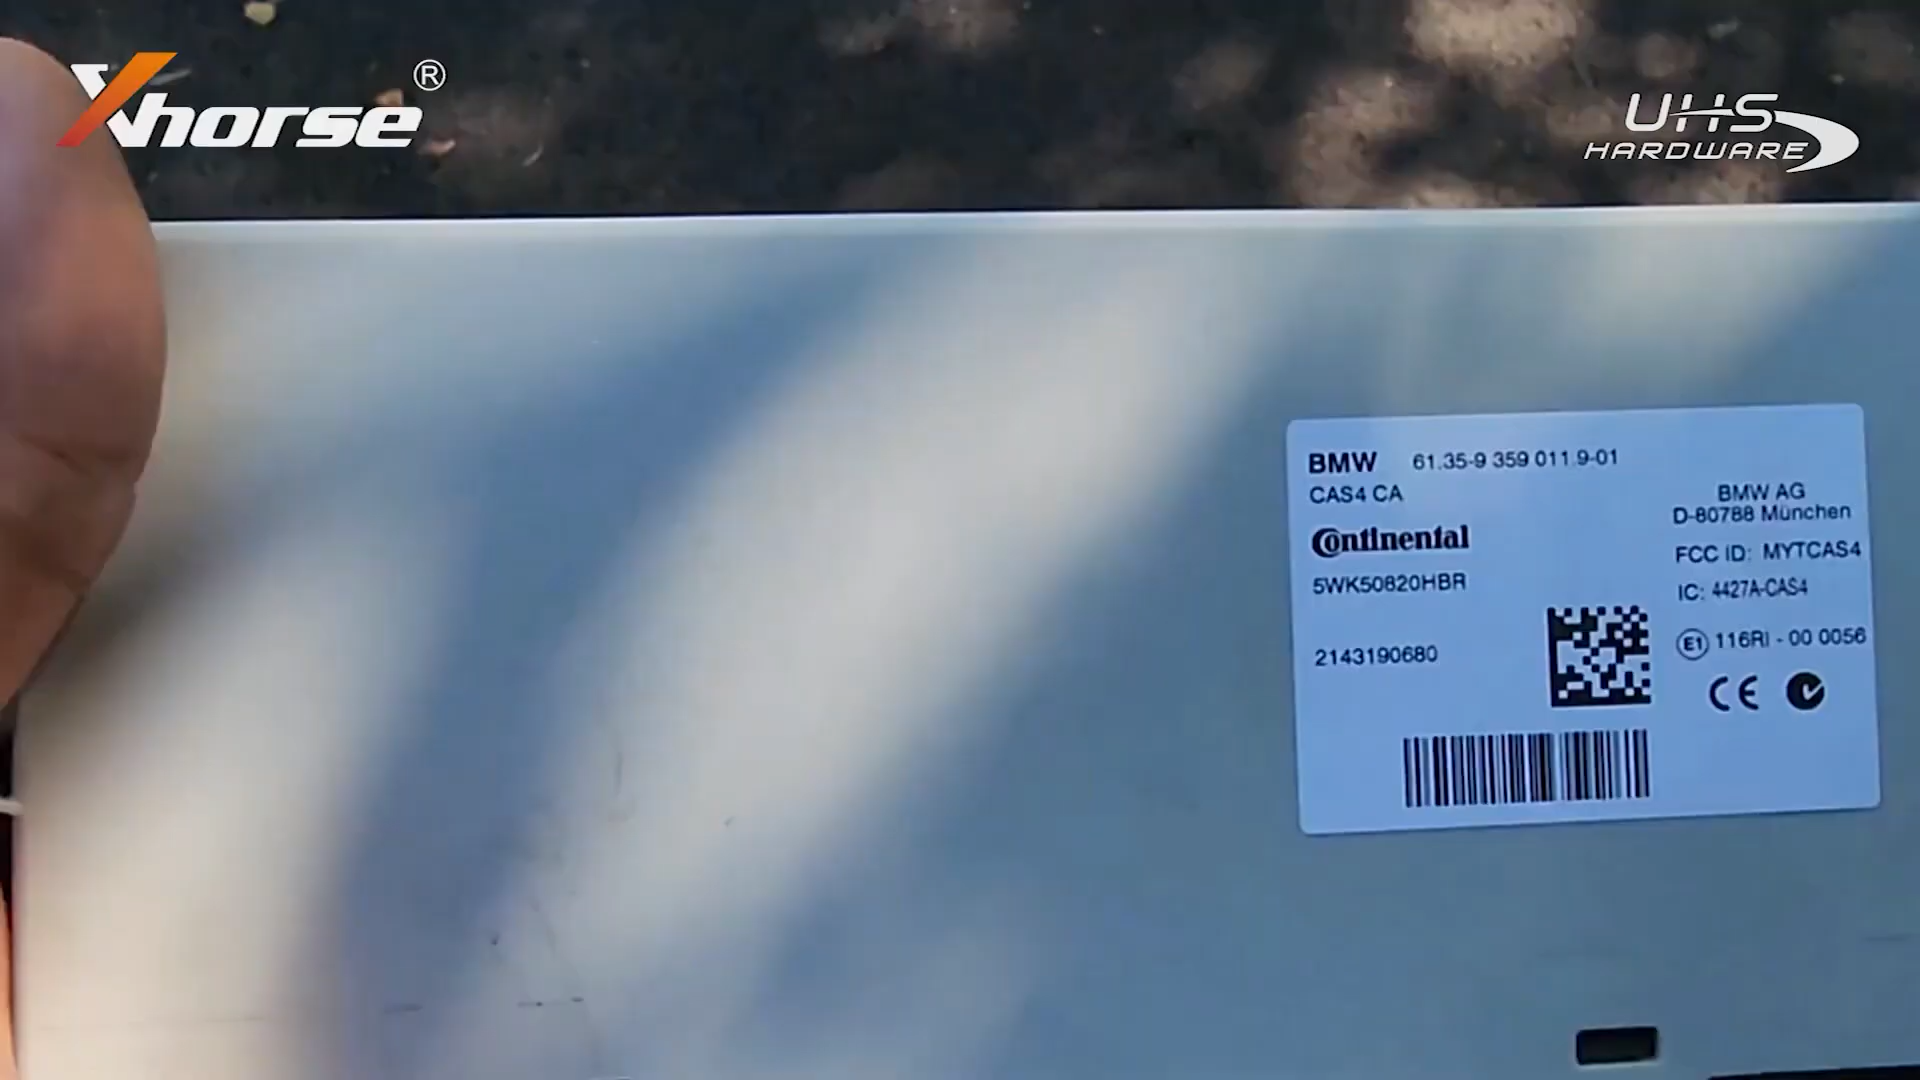 Xhorse®
UHS
HARDWARE
BMW 61.35-9 359 011.9-01
CAS4 CA
BMW AG
D-80788 München
Continental
FCC ID: MYTCAS4
5WK50820HBR
IC: 4427A-CAS4
2143190680
E1 116RI - 00 0056
CE